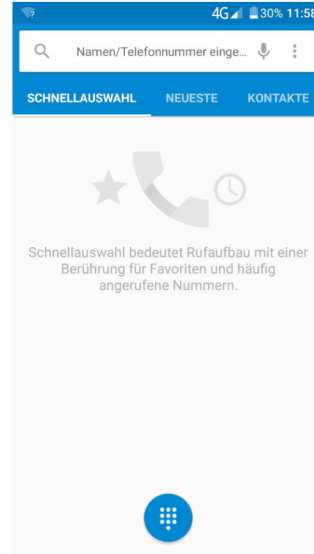 4G 30% 11:58
Namen/Telefonnummer einge...
SCHNELLAUSWAHL NEUESTE KONTAKTE
Schnellauswahl bedeutet Rufaufbau mit einer
Berührung für Favoriten und häufig
angerufene Nummern.